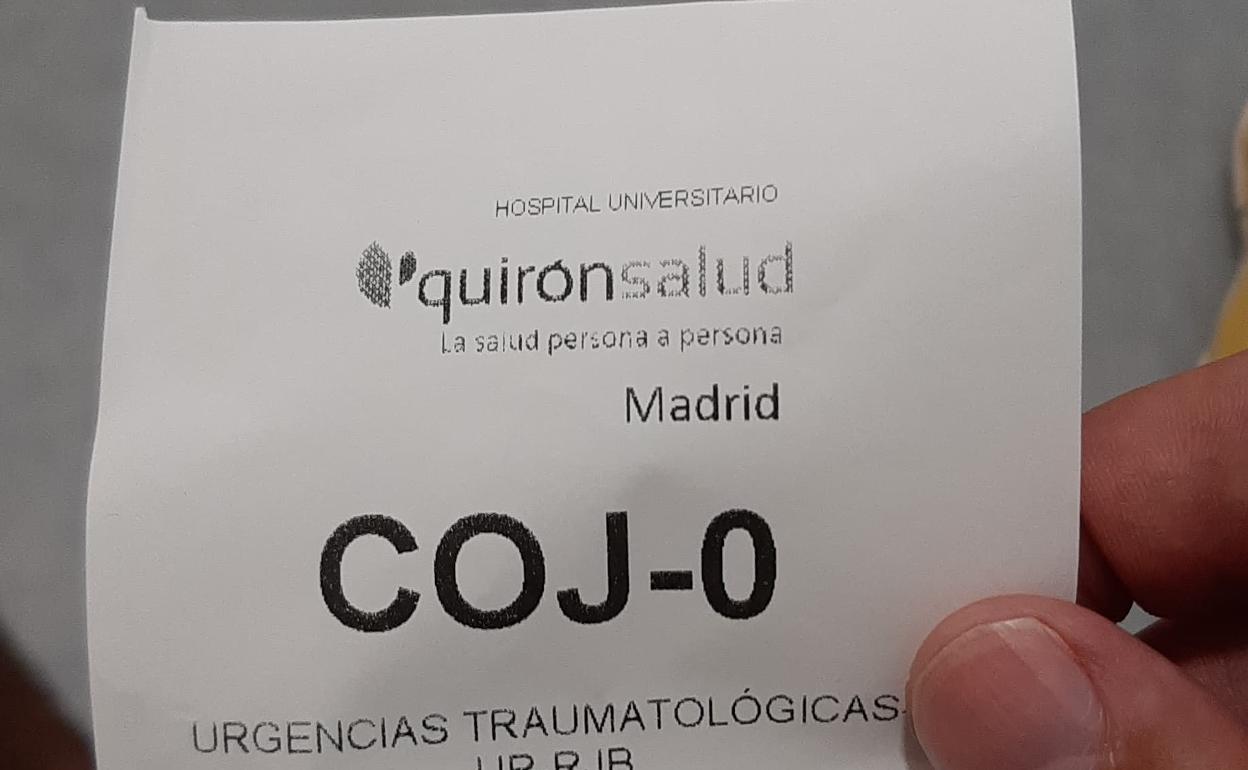 HOSPITAL UNIVERSITARIO
quirónsalud
La salud persona a persona
Madrid
COJ-0
URGENCIAS TRAUMATOLÓGICAS-